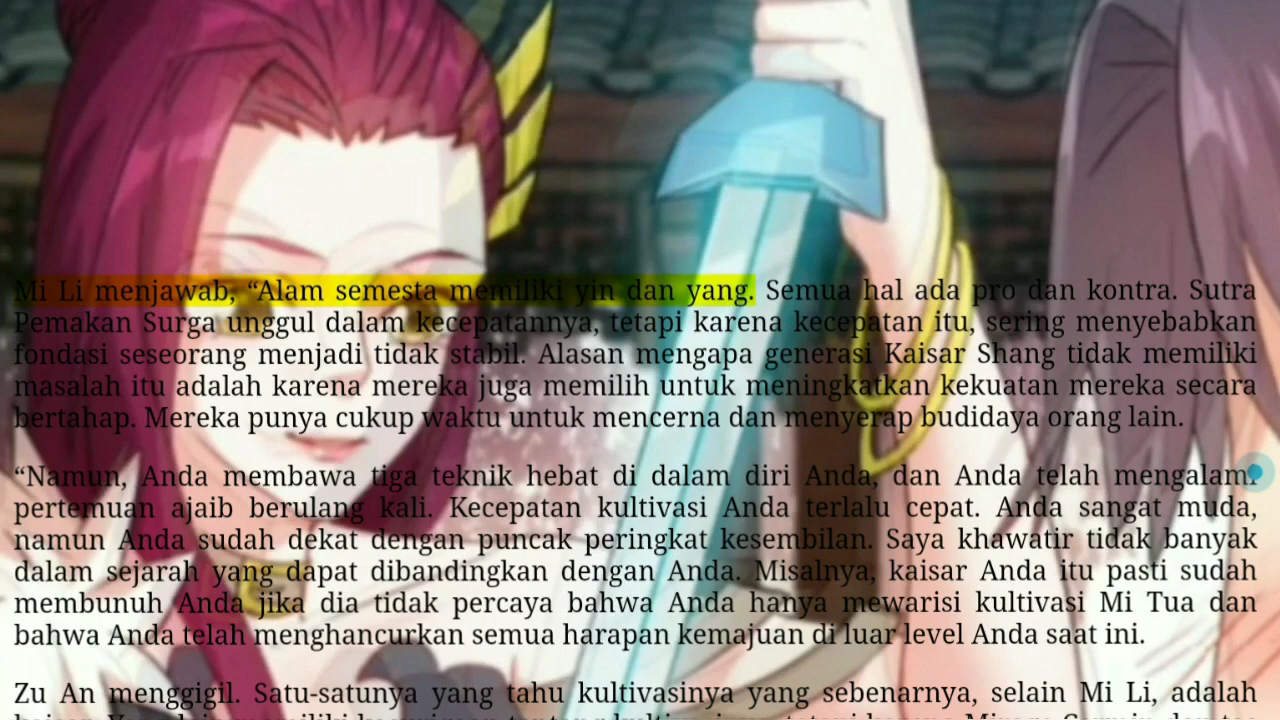 Mi Li menjawab, “Alam semesta memiliki yin dan yang. Semua hal ada pro dan kontra. Sutra
Pemakan Surga unggul dalam kecepatannya, tetapi karena kecepatan itu, sering menyebabkan
fondasi seseorang menjadi tidak stabil. Alasan mengapa generasi Kaisar Shang tidak memiliki
masalah itu adalah karena mereka juga memilih untuk meningkatkan kekuatan mereka secara
bertahap. Mereka punya cukup waktu untuk mencerna dan menyerap budidaya orang lain.
“Namun, Anda membawa tiga teknik hebat di dalam diri Anda, dan Anda telah mengalami
pertemuan ajaib berulang kali. Kecepatan kultivasi Anda terlalu cepat. Anda sangat muda,
namun Anda sudah dekat dengan puncak peringkat kesembilan. Saya khawatir tidak banyak
dalam sejarah yang dapat dibandingkan dengan Anda. Misalnya, kaisar Anda itu pasti sudah
membunuh Anda jika dia tidak percaya bahwa Anda hanya mewarisi kultivasi Mi Tua dan
bahwa Anda telah menghancurkan semua harapan kemajuan di luar level Anda saat ini.
Zu An menggigil. Satu-satunya yang tahu kultivasinya yang sebenarnya, selain Mi Li, adalah